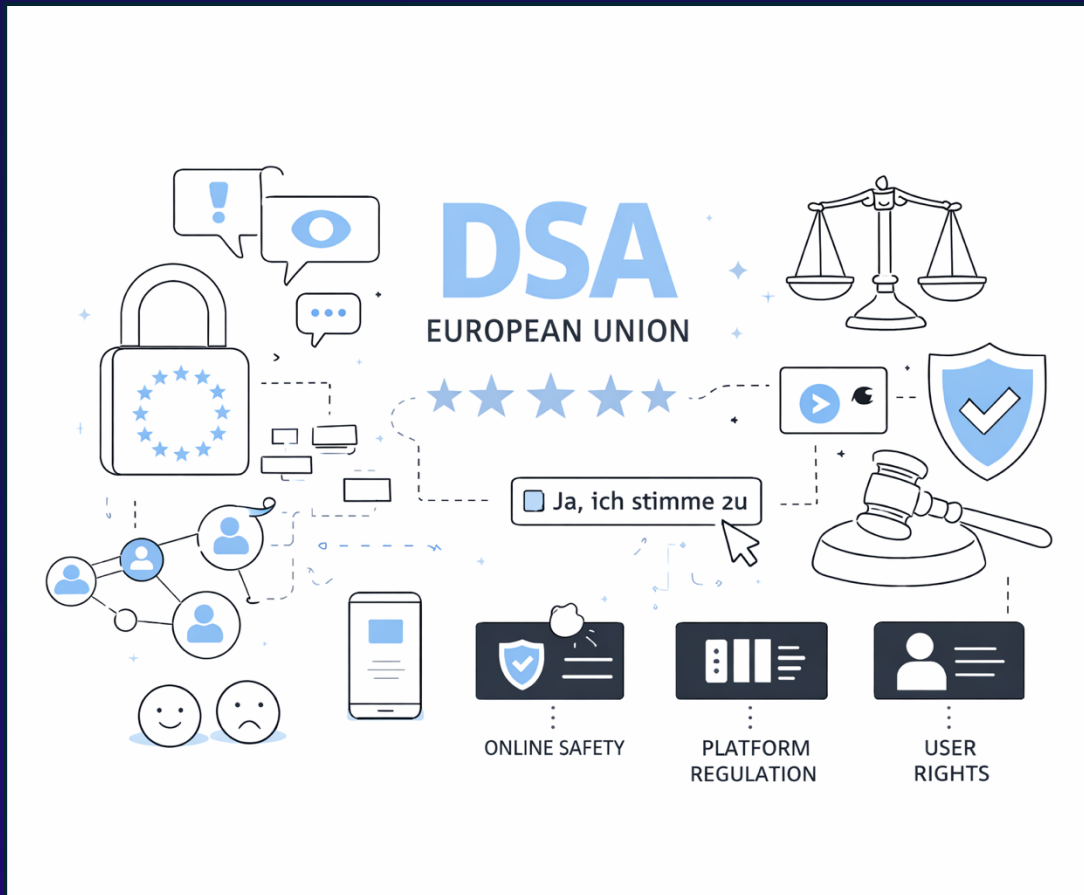 DSA
EUROPEAN UNION
Ja, ich stimme zu
ONLINE SAFETY
PLATFORM
REGULATION
USER
RIGHTS